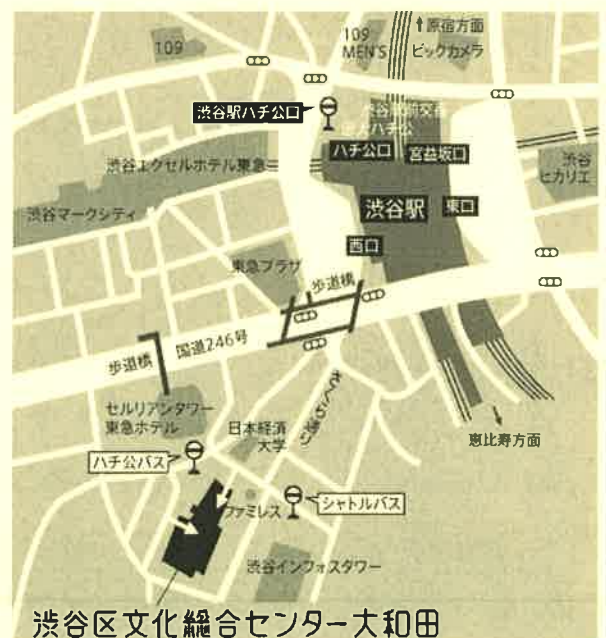 ↑原宿方面
109
MEN'S
ビックカメラ
109
渋谷駅ハチ公口
ハチ公口
宮益坂口
渋谷エクセルホテル東急
渋谷
ヒカリエ
渋谷マークシティ
渋谷駅
東口
西口
東急プラザ
歩道橋
国道246号
歩道橋
セルリアンタワー
東急ホテル
日本経済
大学
さくら通り
恵比寿方面
ハチ公バス
ファミレス
シャトルバス
渋谷インフォスタワー
渋谷区文化総合センター大和田